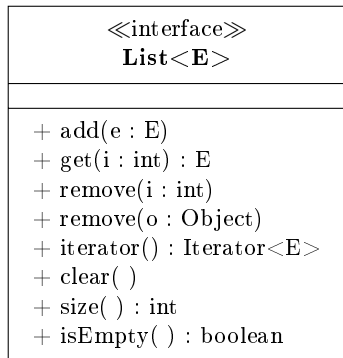 ≪interface≫
List<E>
+ add(e : E)
+ get(i : int) : E
+ remove(i : int)
+ remove(o : Object)
+ iterator() : Iterator<E>
+ clear( )
+ size( ) : int
+ isEmpty( ) : boolean